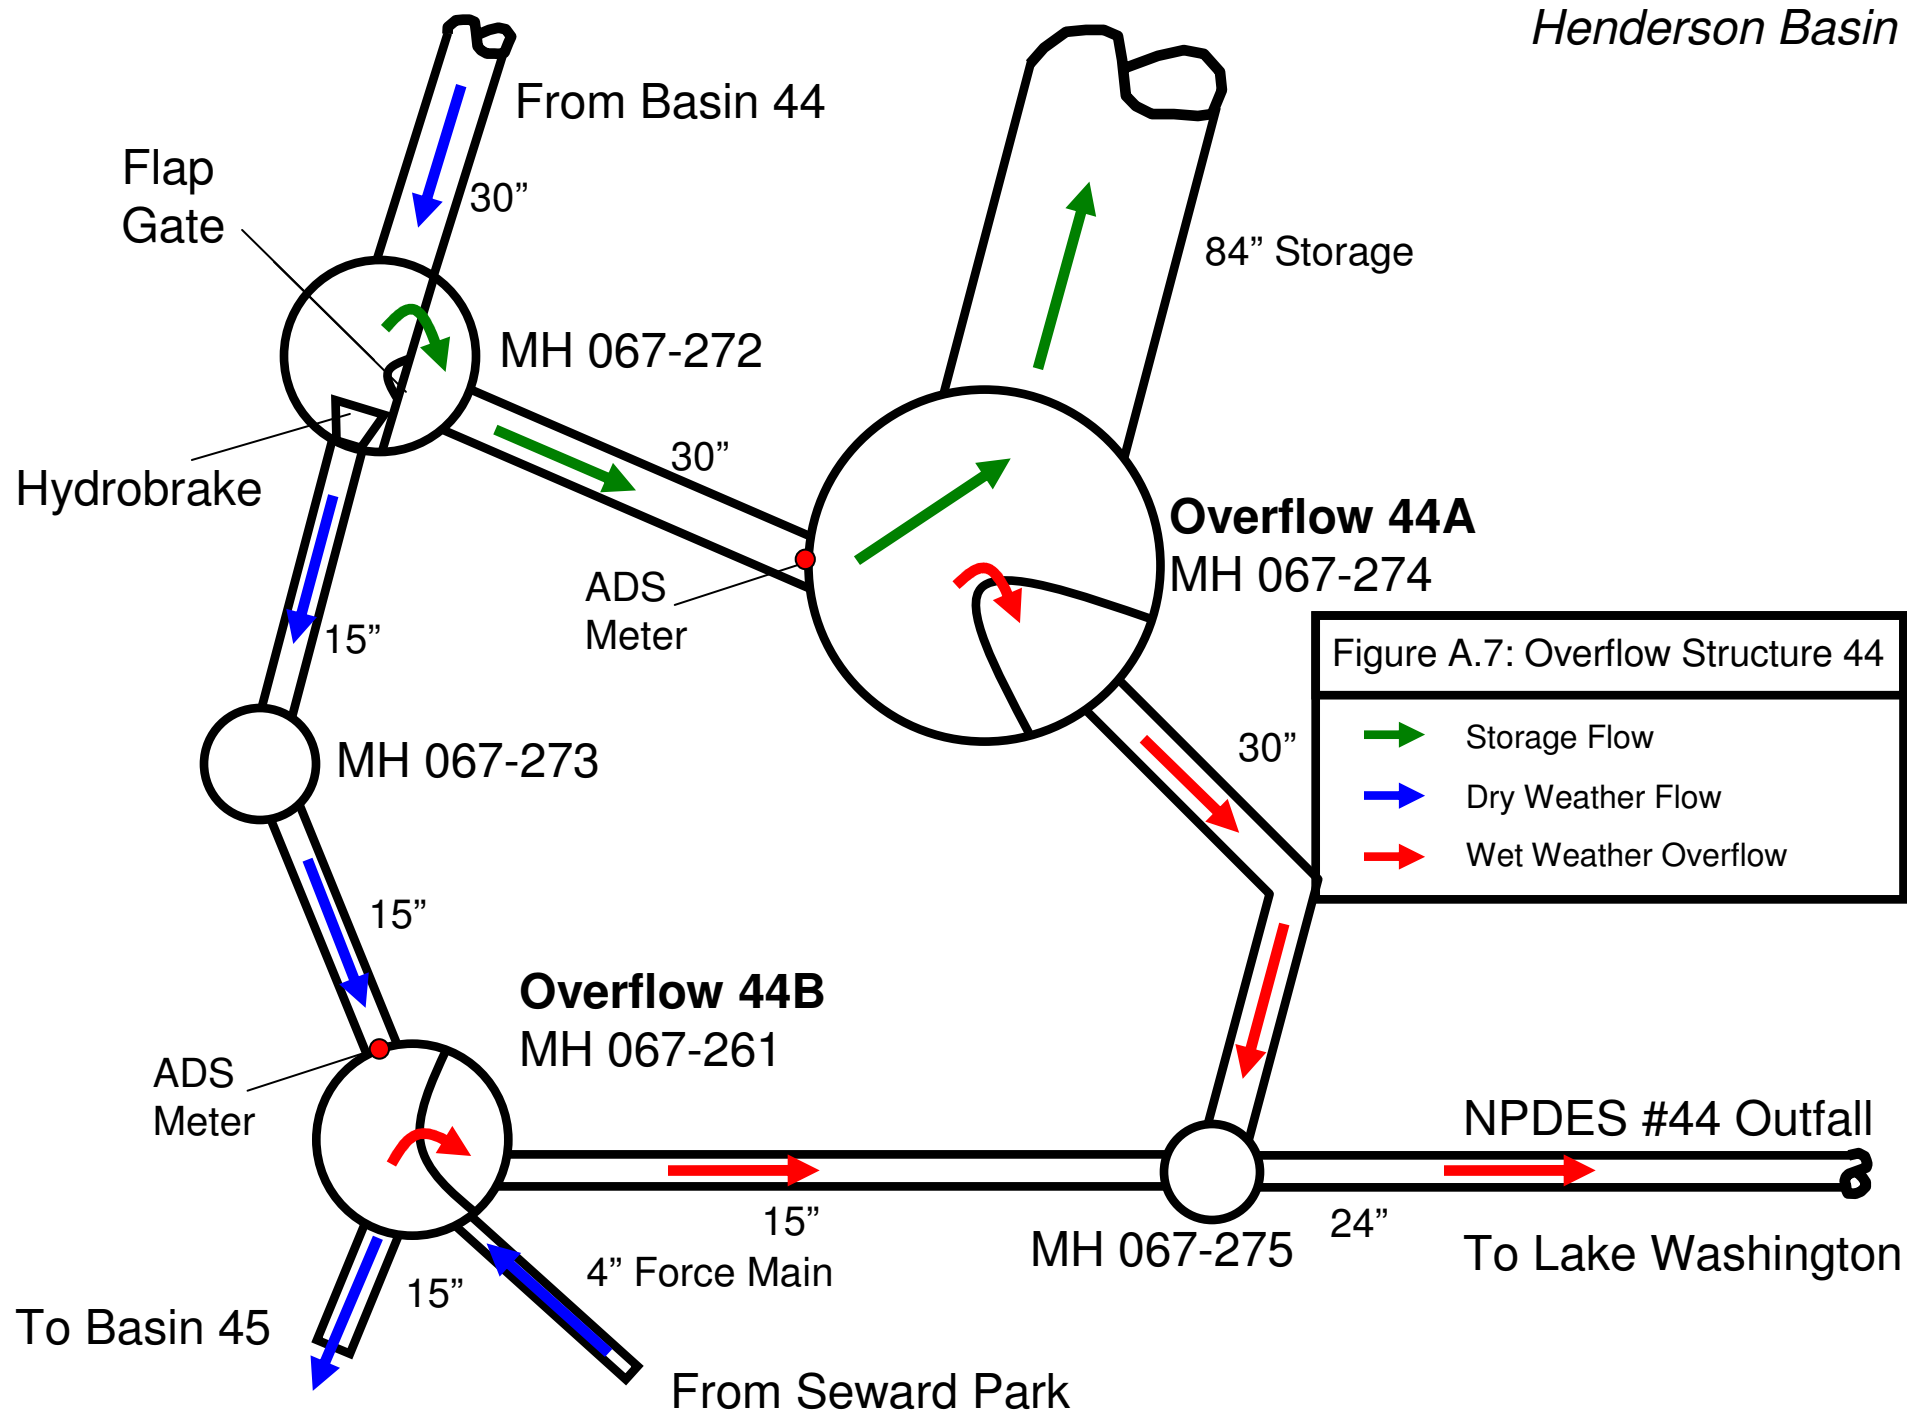 Henderson Basin
From Basin 44
Flap
Gate
30”
84” Storage
MH 067-272
30”
Hydrobrake
Overflow 44A
MH 067-274
ADS
Meter
15”
Figure A.7: Overflow Structure 44
Storage Flow
Dry Weather Flow
Wet Weather Overflow
30”
MH 067-273
15”
Overflow 44B
MH 067-261
ADS
Meter
NPDES #44 Outfall
15”
24”
MH 067-275
To Lake Washington
4” Force Main
15”
To Basin 45
From Seward Park